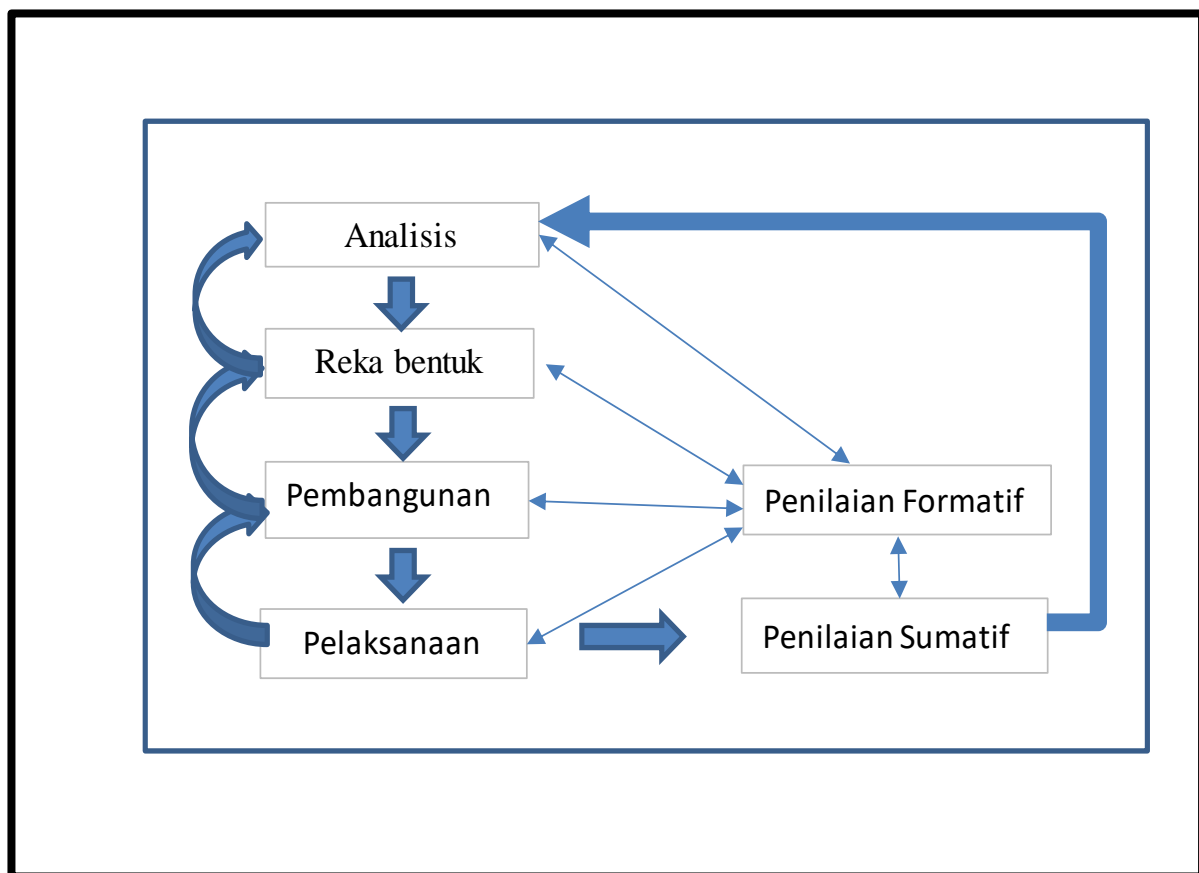 Analisis
Reka bentuk
Pembangunan
Penilaian Formatif
Pelaksanaan
Penilaian Sumatif